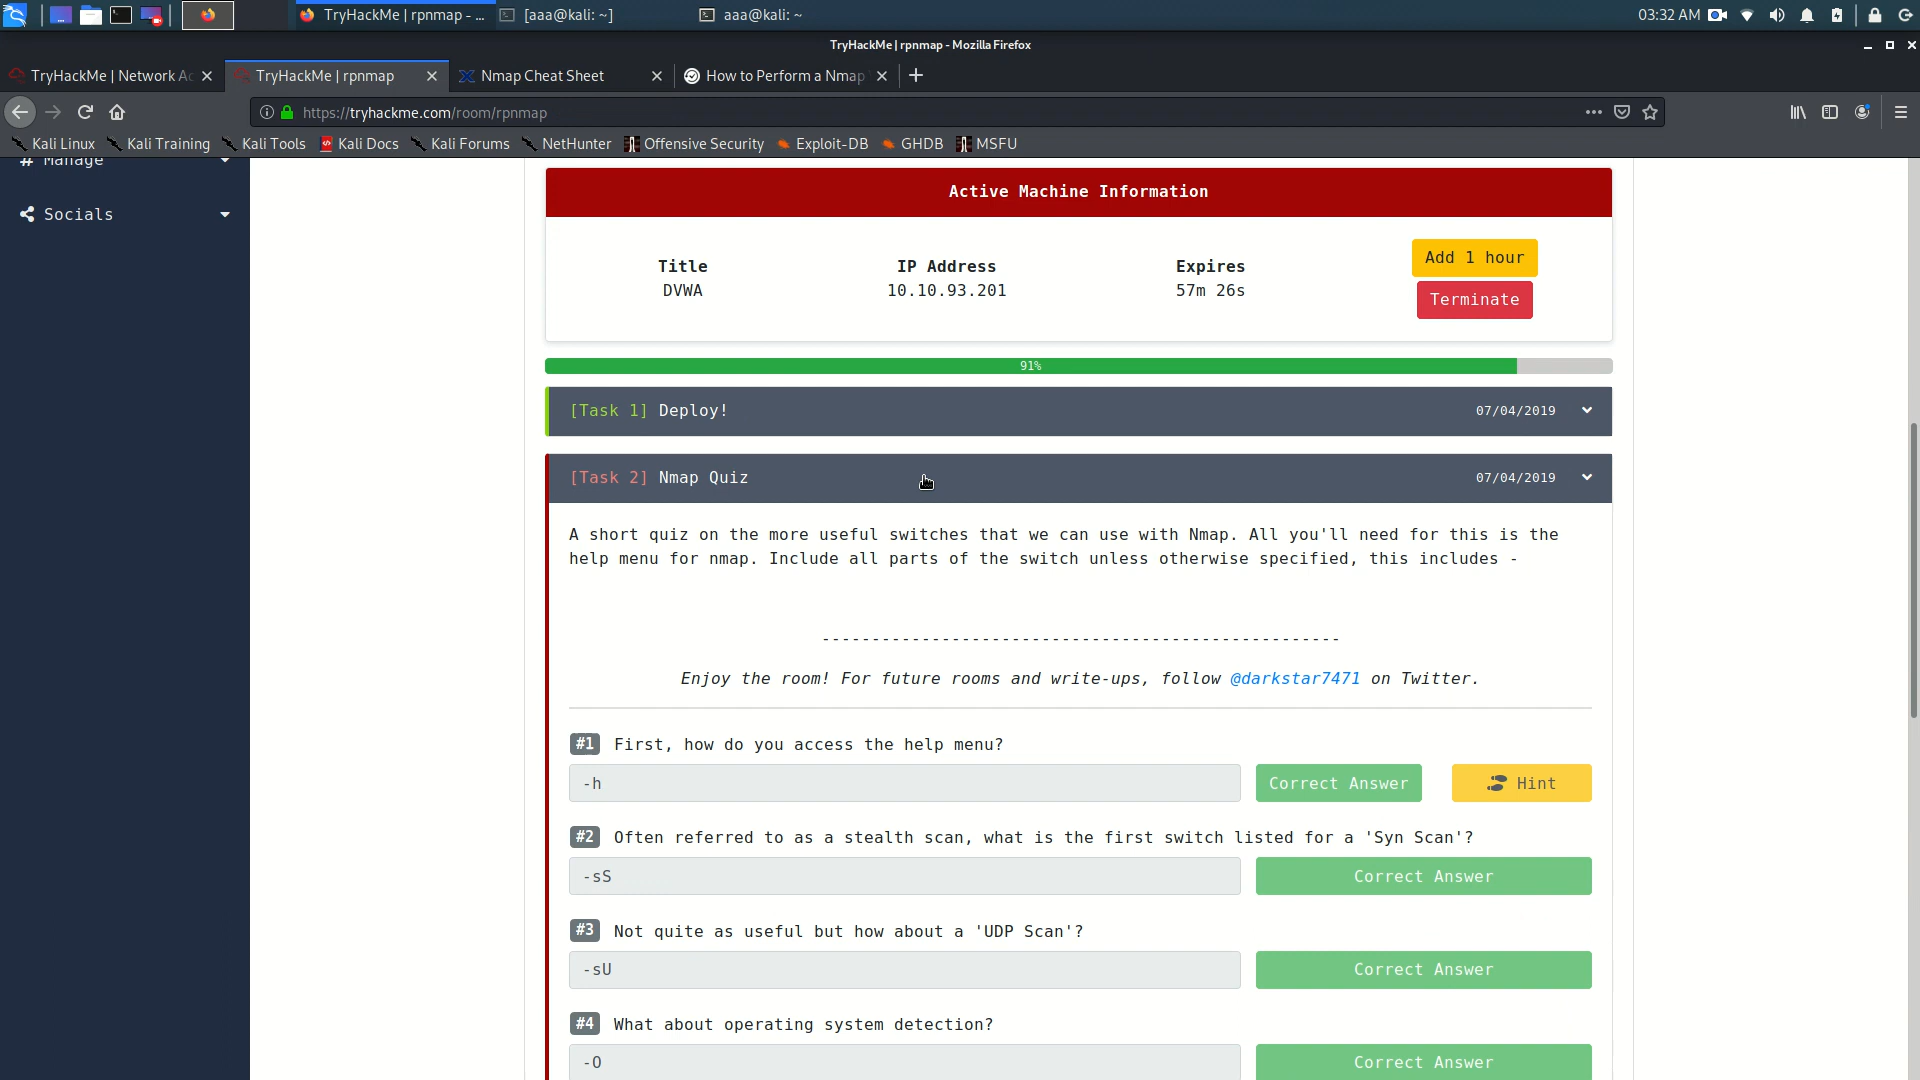 TryHackMe | rpnmap - ...
[aaa@kali: ~]
aaa@kali: ~
03:32 AM
TryHackMe | rpnmap - Mozilla Firefox
TryHackMe | Network Ac
TryHackMe | rpnmap
Nmap Cheat Sheet
How to Perform a Nmap
https://tryhackme.com/room/rpnmap
Kali Linux
Kali Training
Kali Tools
Kali Docs
Kali Forums
NetHunter
Offensive Security
Exploit-DB
GHDB
MSFU
# Manage
Socials
Active Machine Information
Title
IP Address
Expires
DVWA
10.10.93.201
57m 26s
Add 1 hour
Terminate
91%
[Task 1] Deploy!
07/04/2019
[Task 2] Nmap Quiz
07/04/2019
A short quiz on the more useful switches that we can use with Nmap. All you'll need for this is the
help menu for nmap. Include all parts of the switch unless otherwise specified, this includes -
----------------------------------------------------
Enjoy the room! For future rooms and write-ups, follow @darkstar7471 on Twitter.
#1 First, how do you access the help menu?
-h
Correct Answer
Hint
#2 Often referred to as a stealth scan, what is the first switch listed for a 'Syn Scan'?
-sS
Correct Answer
#3 Not quite as useful but how about a 'UDP Scan'?
-sU
Correct Answer
#4 What about operating system detection?
-O
Correct Answer